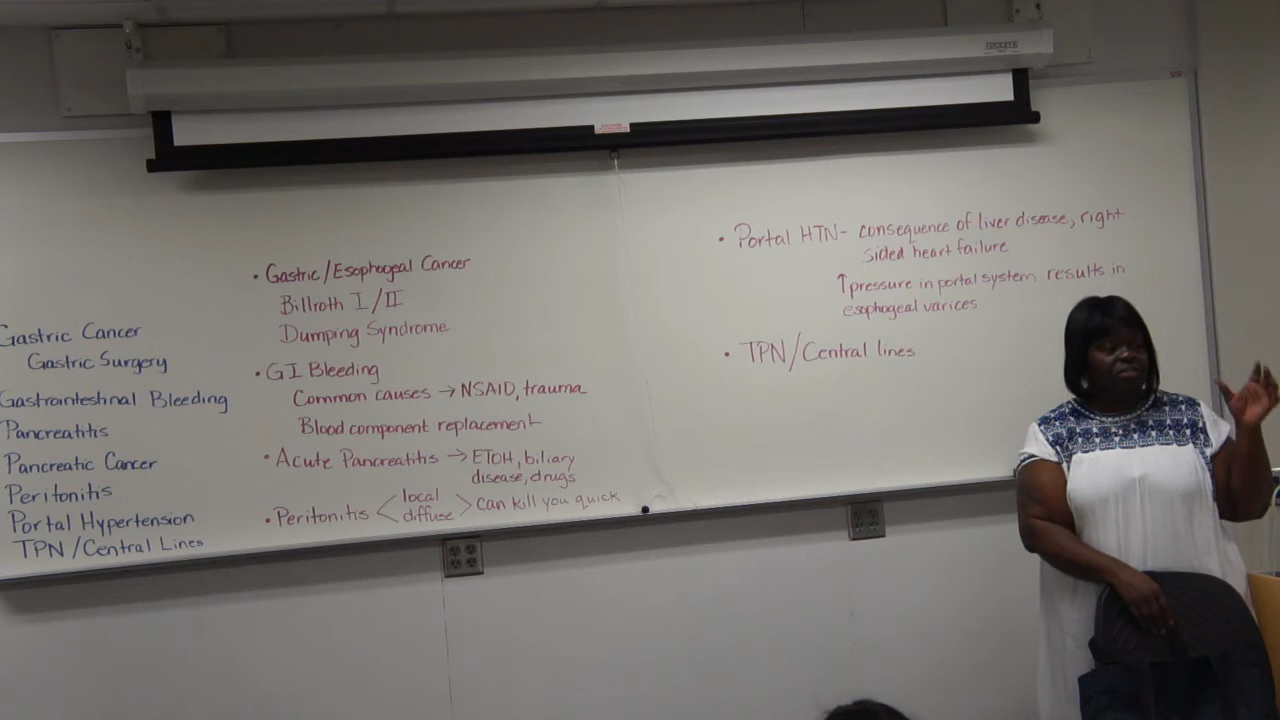 Gastric Cancer
Gastric Surgery
Gastrointestinal Bleeding
Pancreatitis
Pancreatic Cancer
Peritonitis
Portal Hypertension
TPN/Central Lines
• Gastric/Esophogeal Cancer
Billroth I/II
Dumping Syndrome
• GI Bleeding
Common causes → NSAID, trauma
Blood component replacement
• Acute Pancreatitis → ETOH, biliary
disease, drugs
• Peritonitis < local
diffuse > can kill you quick
• Portal HTN- consequence of liver disease, right
sided heart failure
↑pressure in portal system results in
esophogeal varices
• TPN/Central lines